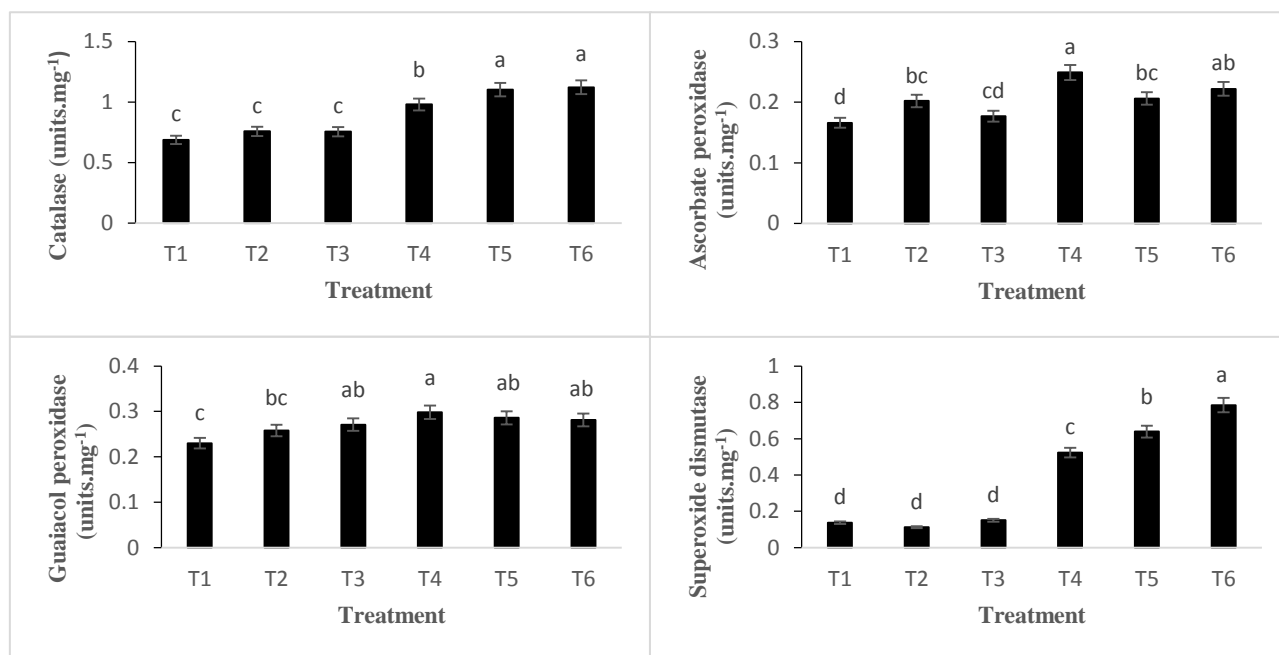 Catalase (units.mg-1)
1.5
1
0.5
0
c
c
c
b
a
a
T1 T2 T3 T4 T5 T6
Treatment
Ascorbate peroxidase
(units.mg-1)
0.3
0.2
0.1
0
d
bc
cd
a
bc
ab
T1 T2 T3 T4 T5 T6
Treatment
Guaiacol peroxidase
(units.mg-1)
0.4
0.3
0.2
0.1
0
c
bc
ab
a
ab
ab
T1 T2 T3 T4 T5 T6
Treatment
Superoxide dismutase
(units.mg-1)
1
0.8
0.6
0.4
0.2
0
d
d
d
c
b
a
T1 T2 T3 T4 T5 T6
Treatment